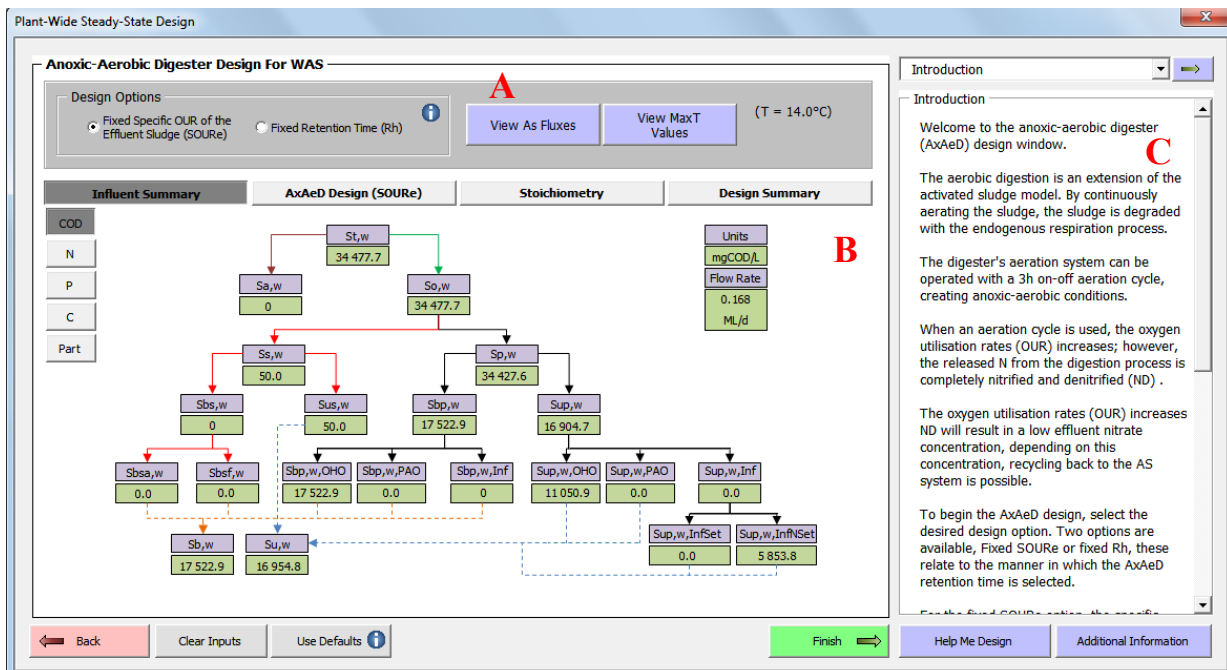 Plant-Wide Steady-State Design
Anoxic-Aerobic Digester Design For WAS
A
Design Options
Fixed Specific OUR of the
Effluent Sludge (SOURe)
Fixed Retention Time (Rh)
i
View As Fluxes
View MaxT
Values
(T = 14.0°C)
Influent Summary
AxAeD Design (SOURe)
Stoichiometry
Design Summary
COD
N
P
C
Part
St,w
34 477.7
Sa,w
0
So,w
34 477.7
Units
mgCOD/L
Flow Rate
0.168
ML/d
B
Ss,w
50.0
Sp,w
34 427.6
Sbs,w
0
Sus,w
50.0
Sbp,w
17 522.9
Sup,w
16 904.7
Sbsa,w
0.0
Sbsf,w
0.0
Sbp,w,OHO
17 522.9
Sbp,w,PAO
0.0
Sbp,w,Inf
0
Sup,w,OHO
11 050.9
Sup,w,PAO
0.0
Sup,w,Inf
0.0
Sb,w
17 522.9
Su,w
16 954.8
Sup,w,InfSet
0.0
Sup,w,InfNSet
5 853.8
Back
Clear Inputs
Use Defaults
i
Finish
Introduction
Introduction
C
Welcome to the anoxic-aerobic digester
(AxAeD) design window.
The aerobic digestion is an extension of the
activated sludge model. By continuously
aerating the sludge, the sludge is degraded
with the endogenous respiration process.
The digester's aeration system can be
operated with a 3h on-off aeration cycle,
creating anoxic-aerobic conditions.
When an aeration cycle is used, the oxygen
utilisation rates (OUR) increases; however,
the released N from the digestion process is
completely nitrified and denitrified (ND) .
The oxygen utilisation rates (OUR) increases
ND will result in a low effluent nitrate
concentration, depending on this
concentration, recycling back to the AS
system is possible.
To begin the AxAeD design, select the
desired design option. Two options are
available, Fixed SOURe or fixed Rh, these
relate to the manner in which the AxAeD
retention time is selected.
For the fixed SOURe option, the specific
Help Me Design
Additional Information